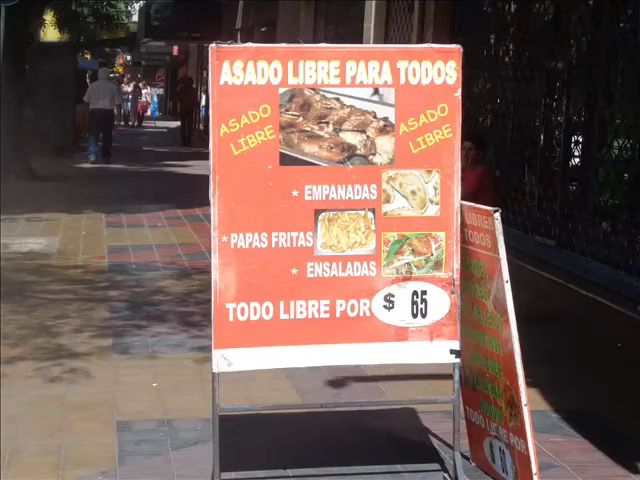 ASADO LIBRE PARA TODOS
ASADO
LIBRE
ASADO
LIBRE
* EMPANADAS
* PAPAS FRITAS
* ENSALADAS
TODO LIBRE POR $ 65
LIBRES
TODOS
TODO LIBRE POR
$